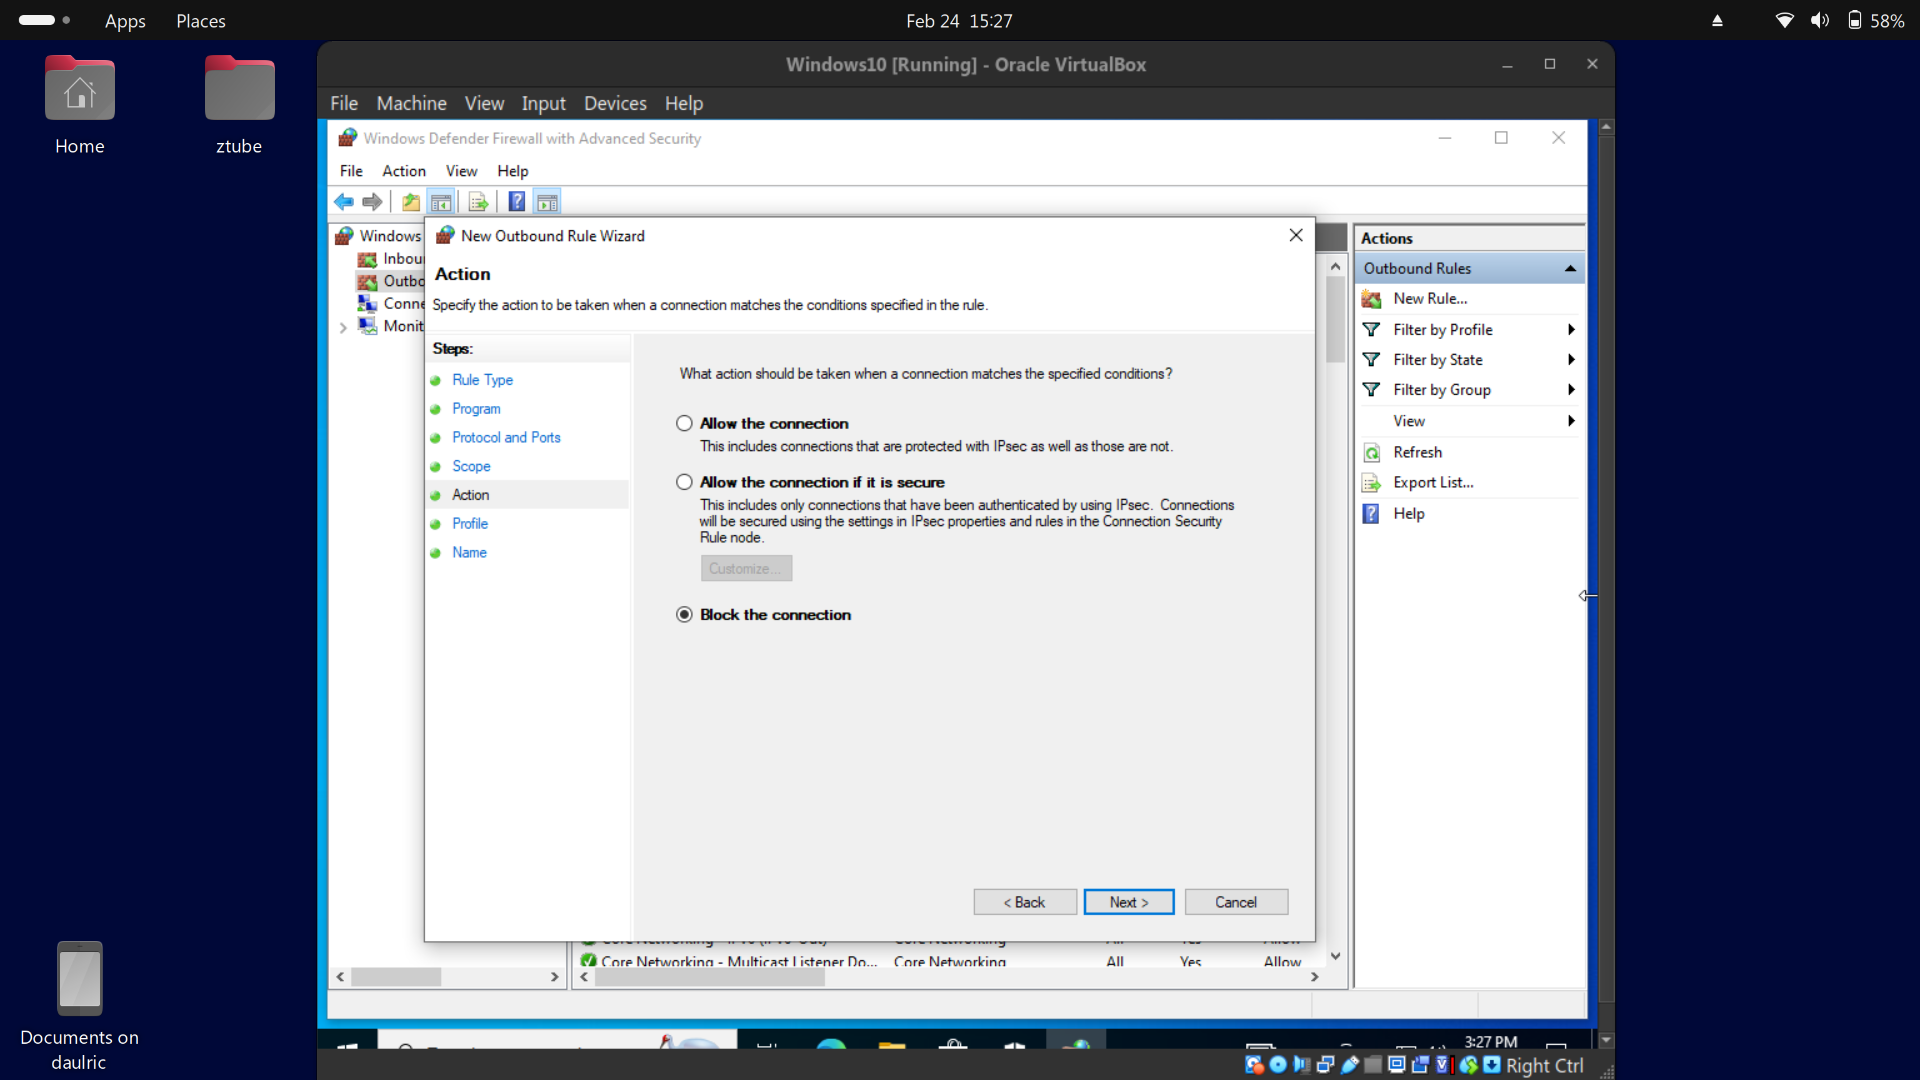 Apps Places Feb 24 15:27 58%
Home
ztube
Documents on
daulric
Windows10 [Running] - Oracle VirtualBox
File Machine View Input Devices Help
Windows Defender Firewall with Advanced Security
File Action View Help
Windows
Inbou
Outbo
Conne
Monit
New Outbound Rule Wizard
Action
Specify the action to be taken when a connection matches the conditions specified in the rule.
Steps:
Rule Type
Program
Protocol and Ports
Scope
Action
Profile
Name
What action should be taken when a connection matches the specified conditions?
Allow the connection
This includes connections that are protected with IPsec as well as those are not.
Allow the connection if it is secure
This includes only connections that have been authenticated by using IPsec. Connections
will be secured using the settings in IPsec properties and rules in the Connection Security
Rule node.
Customize...
Block the connection
< Back Next > Cancel
Core Networking - Multicast Listener Do... Core Networking All Yes Allow
Actions
Outbound Rules
New Rule...
Filter by Profile
Filter by State
Filter by Group
View
Refresh
Export List...
Help
3:27 PM
Right Ctrl